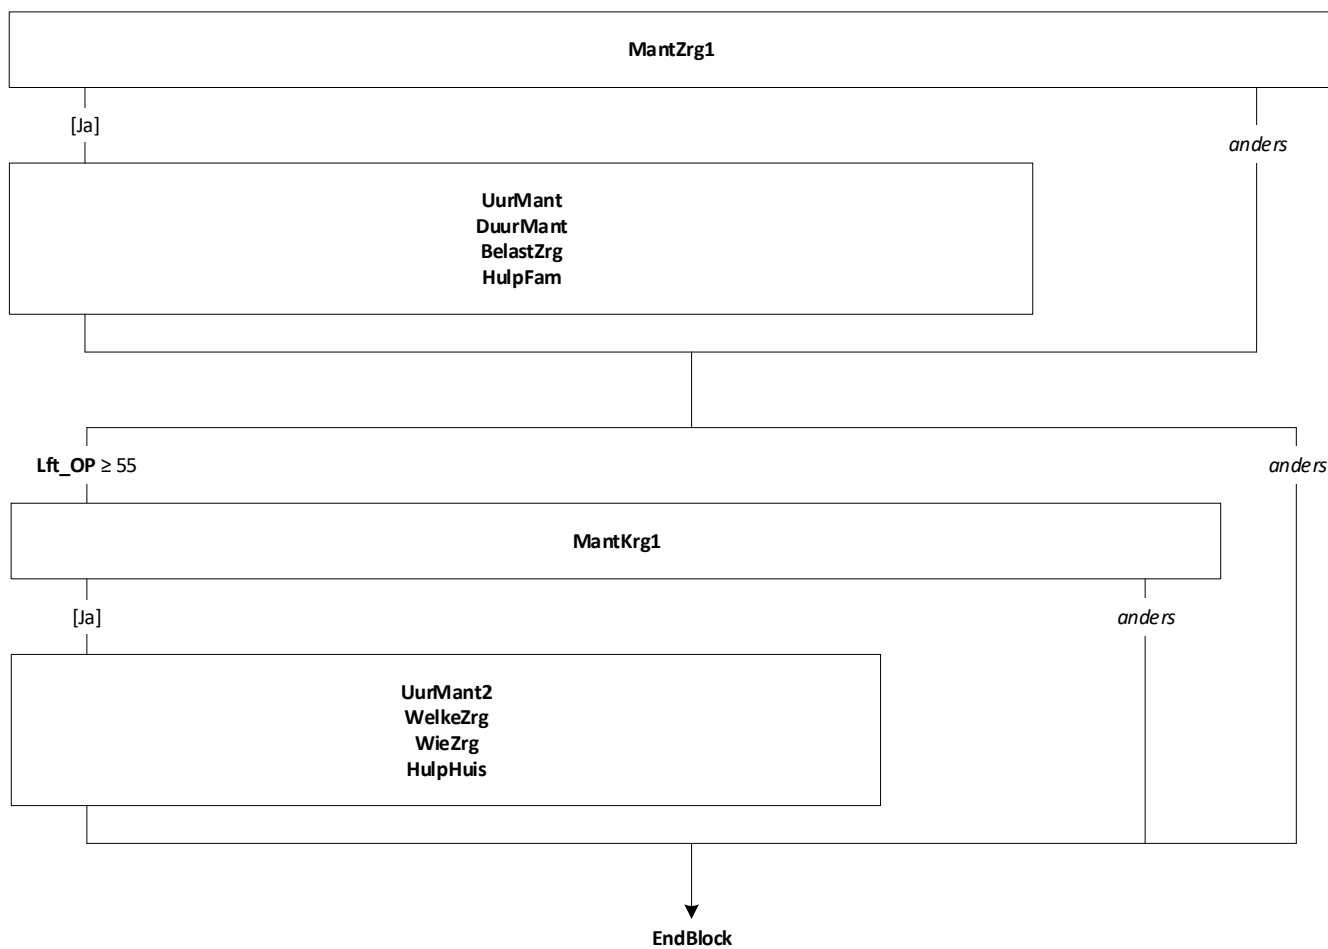 MantZrg1
[Ja]
anders
UurMant
DuurMant
BelastZrg
HulpFam
Lft_OP ≥ 55
anders
MantKrg1
[Ja]
anders
UurMant2
WelkeZrg
WieZrg
HulpHuis
EndBlock